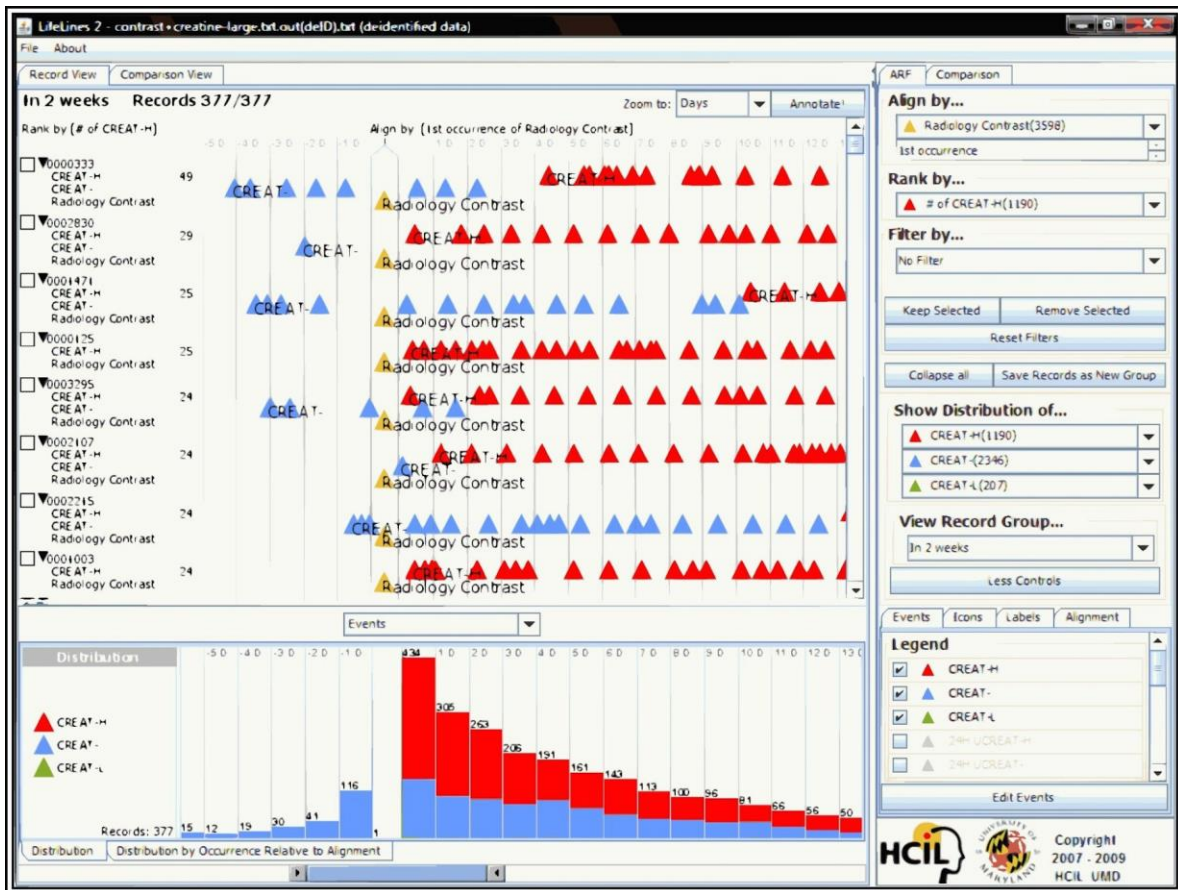 LifeLines 2 - contrast+creatine-large.txt.out(deID).txt (deidentified data)
File About
Record View Comparison View
In 2 weeks Records 377/377
Zoom to: Days Annotate!
Rank by (# of CREAT-H)
Align by (1st occurrence of Radiology Contrast)
-5 D -4 D -3 D -2 D -1 D 1 D 2 D 3 D 4 D 5 D 6 D 7 D 8 D 9 D 10 D 11 D 12 D
0000333
CREAT-H 49 CREAT-H
CREAT- CREAT-
Radiology Contrast Radiology Contrast
0002830
CREAT-H 29 CREAT-H
CREAT- CREAT-
Radiology Contrast Radiology Contrast
0001471
CREAT-H 25 CREAT-H
CREAT- CREAT-
Radiology Contrast Radiology Contrast
0000125
CREAT-H 25 CREAT-H
Radiology Contrast Radiology Contrast
0003295
CREAT-H 24 CREAT-H
CREAT- CREAT-
Radiology Contrast Radiology Contrast
0002107
CREAT-H 24 CREAT-H
CREAT- CREAT-
Radiology Contrast Radiology Contrast
0002215
CREAT-H 24
CREAT- CREAT-
Radiology Contrast Radiology Contrast
0001003
CREAT-H 24 CREAT-H
Radiology Contrast Radiology Contrast
Events
Distribution
-5 D -4 D -3 D -2 D -1 D 1 D 2 D 3 D 4 D 5 D 6 D 7 D 8 D 9 D 10 D 11 D 12 D 13
CREAT-H
CREAT-
CREAT-L
Records: 377
15 12 19 30 41 116 1 434 305 263 206 191 161 143 113 100 96 81 66 56 50
Distribution Distribution by Occurrence Relative to Alignment
ARF Comparison
Align by...
Radiology Contrast(3598)
1st occurrence
Rank by...
# of CREAT-H(1190)
Filter by...
No Filter
Keep Selected Remove Selected
Reset Filters
Collapse all Save Records as New Group
Show Distribution of...
CREAT-H(1190)
CREAT-(2346)
CREAT-L(207)
View Record Group...
In 2 weeks
Less Controls
Events Icons Labels Alignment
Legend
CREAT-H
CREAT-
CREAT-L
24H UCREAT-H
24H UCREAT-
Edit Events
HCIL
UNIVERSITY OF
MARYLAND
Copyright
2007 - 2009
HCIL UMD